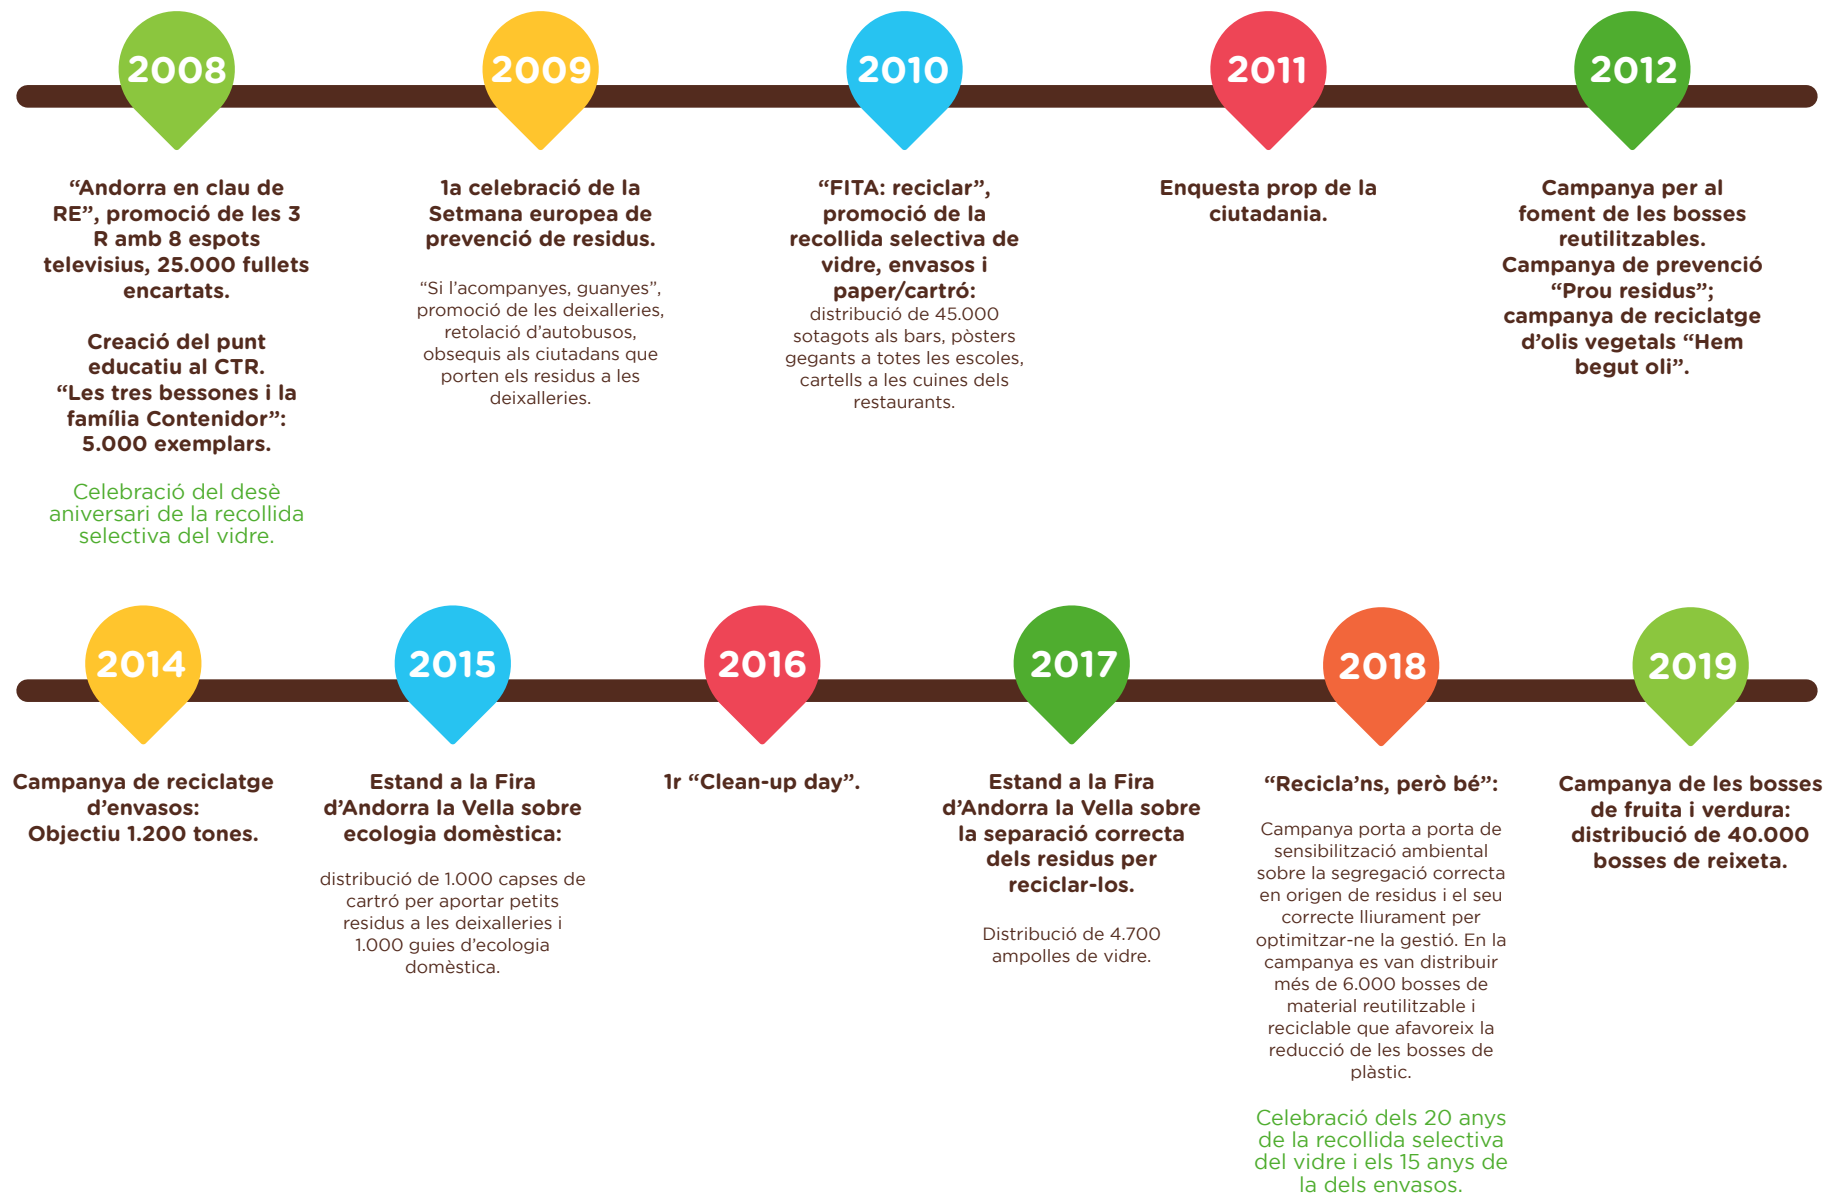 2008
2009
2010
2011
2012
“Andorra en clau de
RE”, promoció de les 3
R amb 8 espots
televisius, 25.000 fullets
encartats.
Creació del punt
educatiu al CTR.
“Les tres bessones i la
família Contenidor”:
5.000 exemplars.
Celebració del desè
aniversari de la recollida
selectiva del vidre.
1a celebració de la
Setmana europea de
prevenció de residus.
“Si l’acompanyes, guanyes”,
promoció de les deixalleries,
retolació d’autobusos,
obsequis als ciutadans que
porten els residus a les
deixalleries.
“FITA: reciclar”,
promoció de la
recollida selectiva de
vidre, envasos i
paper/cartró:
distribució de 45.000
sotagots als bars, pòsters
gegants a totes les escoles,
cartells a les cuines dels
restaurants.
Enquesta prop de la
ciutadania.
Campanya per al
foment de les bosses
reutilitzables.
Campanya de prevenció
“Prou residus”;
campanya de reciclatge
d’olis vegetals “Hem
begut oli”.
2014
2015
2016
2017
2018
2019
Campanya de reciclatge
d’envasos:
Objectiu 1.200 tones.
Estand a la Fira
d’Andorra la Vella sobre
ecologia domèstica:
distribució de 1.000 capses de
cartró per aportar petits
residus a les deixalleries i
1.000 guies d’ecologia
domèstica.
1r “Clean-up day”.
Estand a la Fira
d’Andorra la Vella sobre
la separació correcta
dels residus per
reciclar-los.
Distribució de 4.700
ampolles de vidre.
“Recicla’ns, però bé”:
Campanya porta a porta de
sensibilització ambiental
sobre la segregació correcta
en origen de residus i el seu
correcte lliurament per
optimitzar-ne la gestió. En la
campanya es van distribuir
més de 6.000 bosses de
material reutilitzable i
reciclable que afavoreix la
reducció de les bosses de
plàstic.
Celebració dels 20 anys
de la recollida selectiva
del vidre i els 15 anys de
la dels envasos.
Campanya de les bosses
de fruita i verdura:
distribució de 40.000
bosses de reixeta.